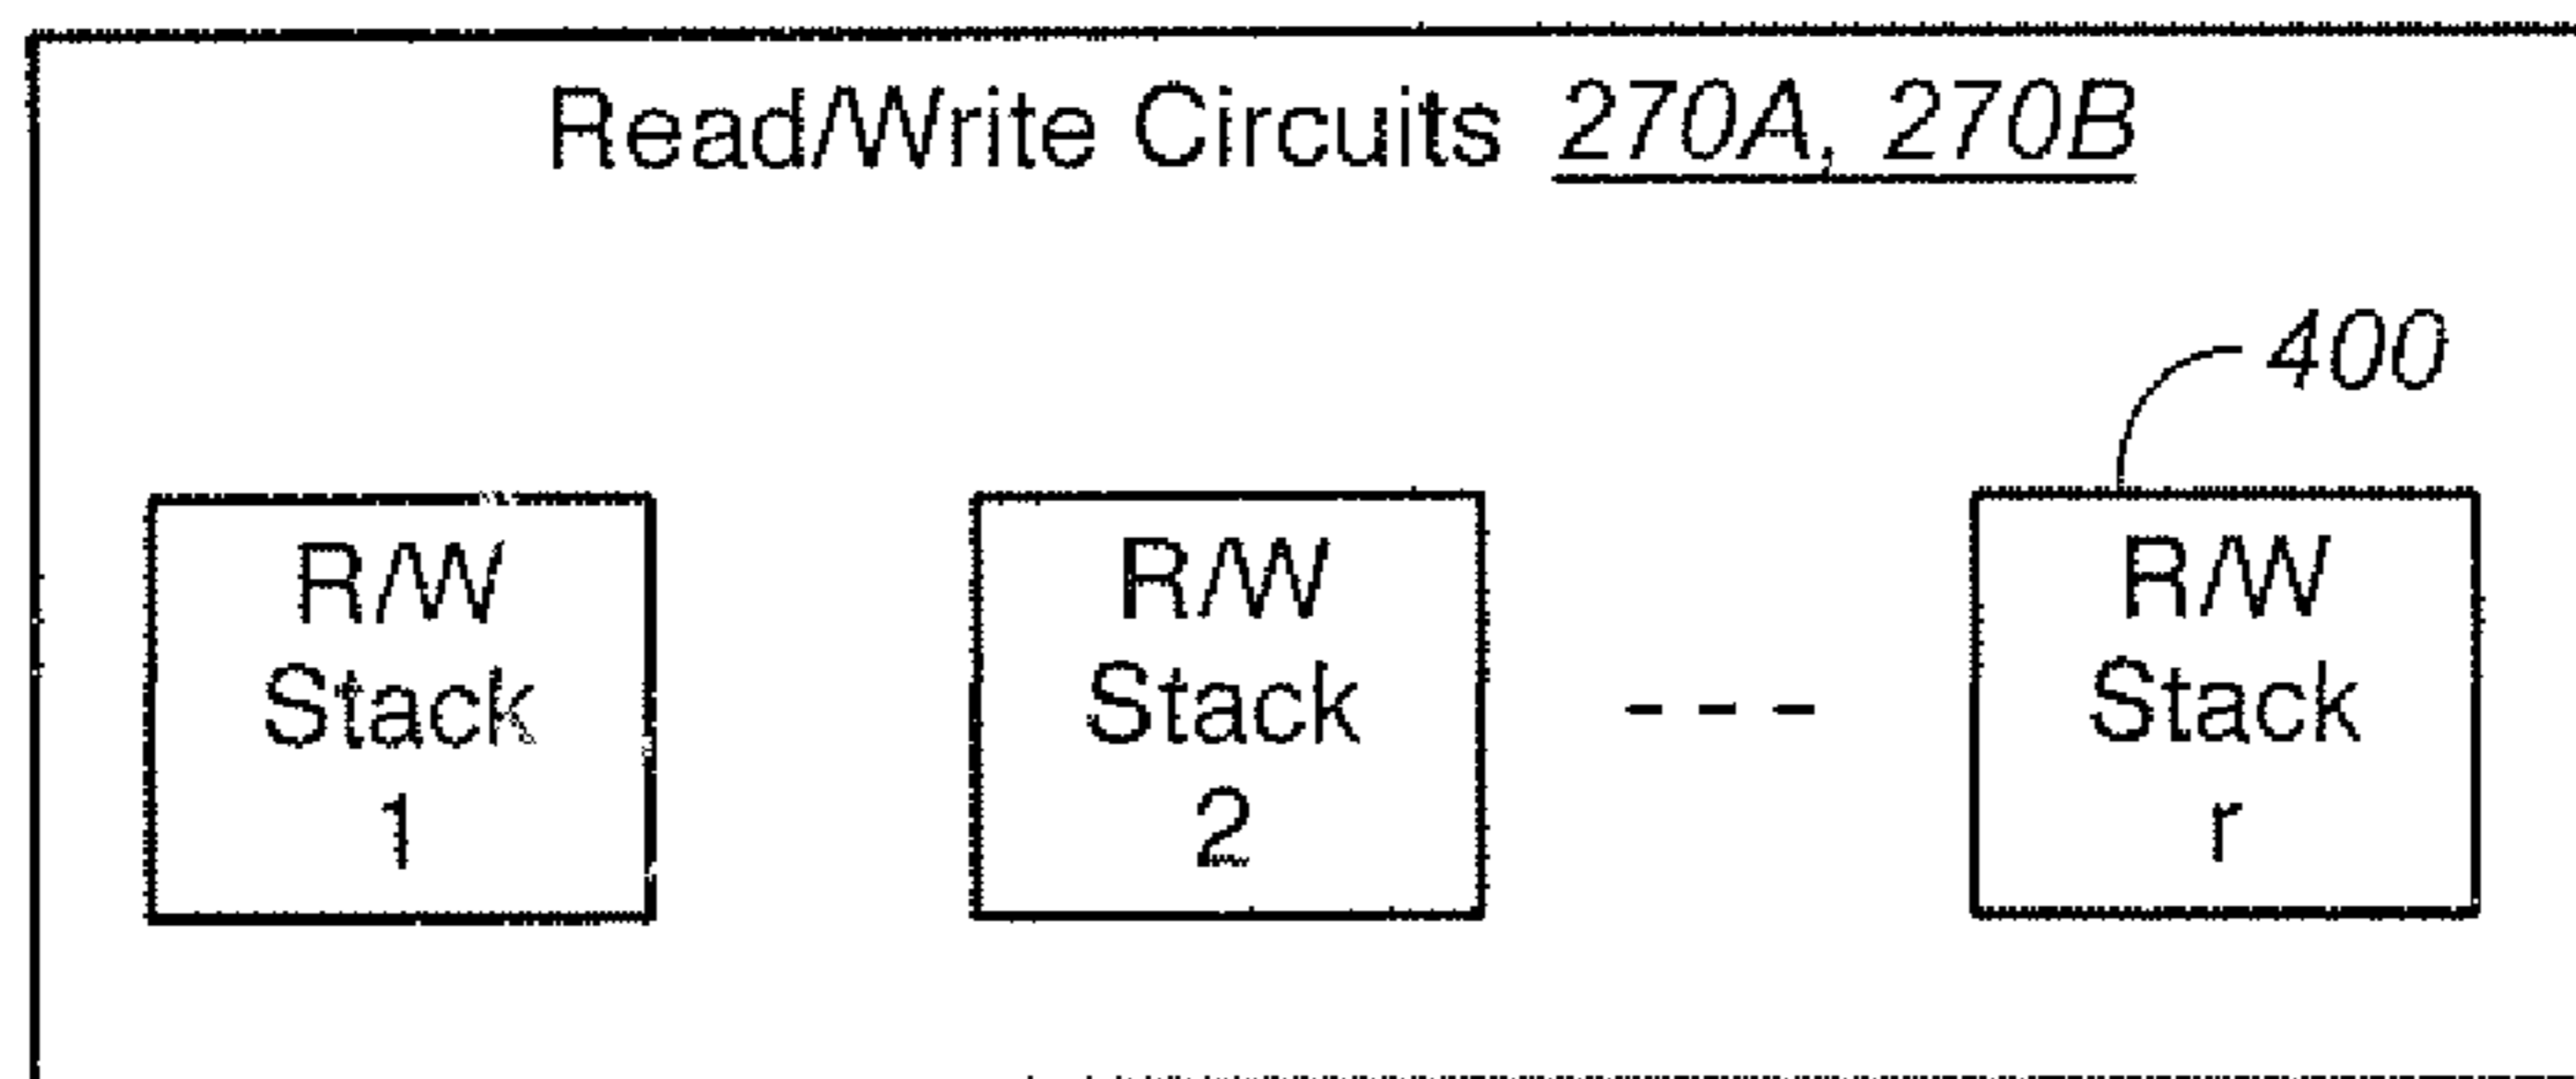 Read/Write Circuits 270A, 270B
400
R/W
Stack
1
R/W
Stack
2
R/W
Stack
r